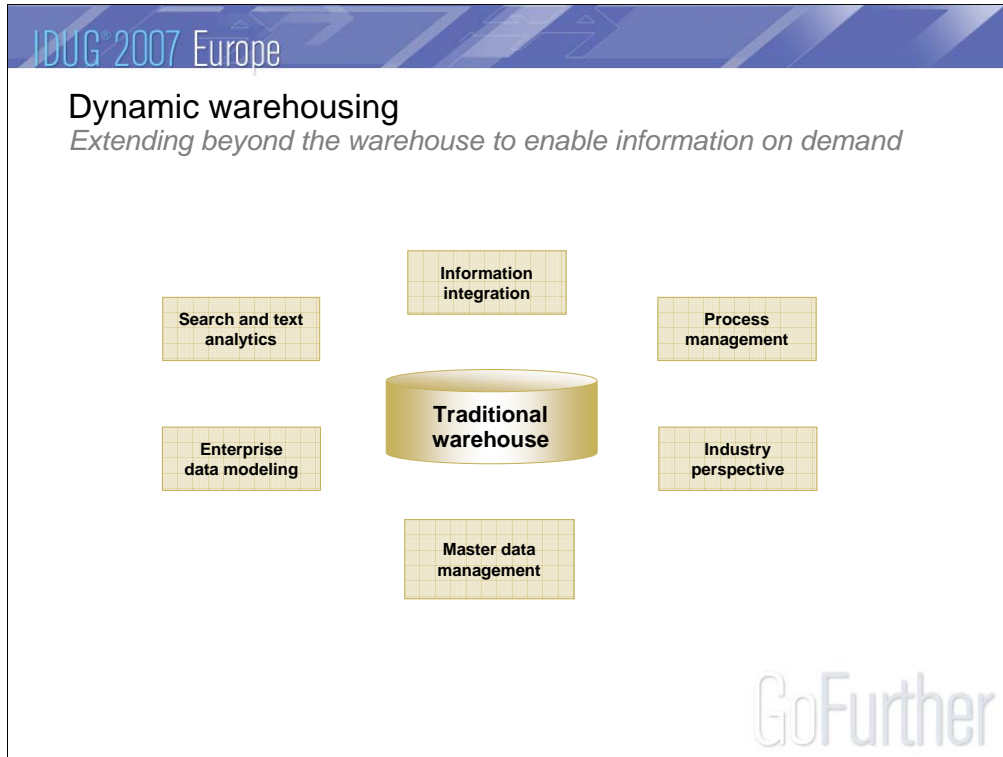 IDUG® 2007 Europe
Dynamic warehousing
Extending beyond the warehouse to enable information on demand
Information
integration
Search and text
analytics
Process
management
Traditional
warehouse
Enterprise
data modeling
Industry
perspective
Master data
management
GoFurther